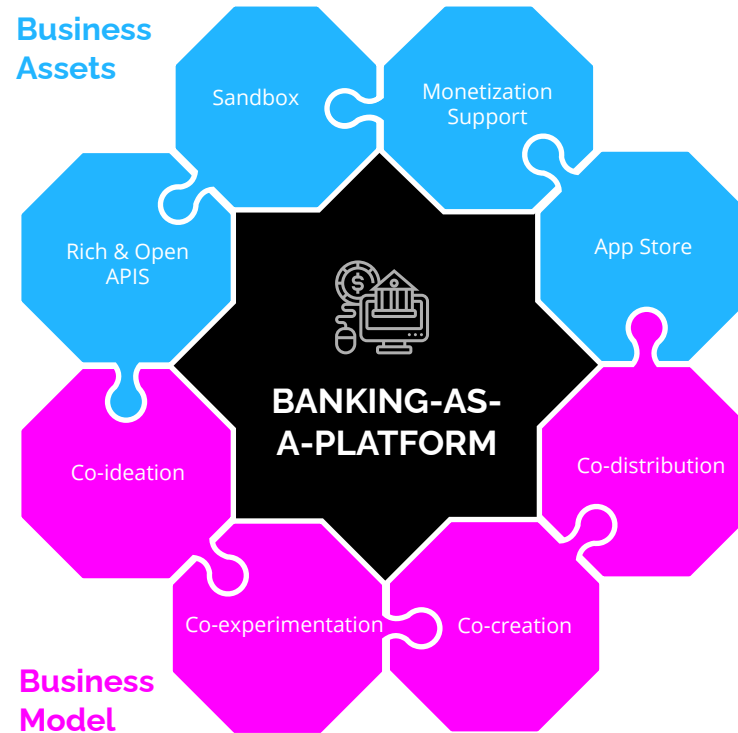 Business
Assets
Sandbox
Monetization
Support
Rich & Open
APIS
App Store
$
BANKING-AS-
A-PLATFORM
Co-ideation
Co-distribution
Co-experimentation
Co-creation
Business
Model